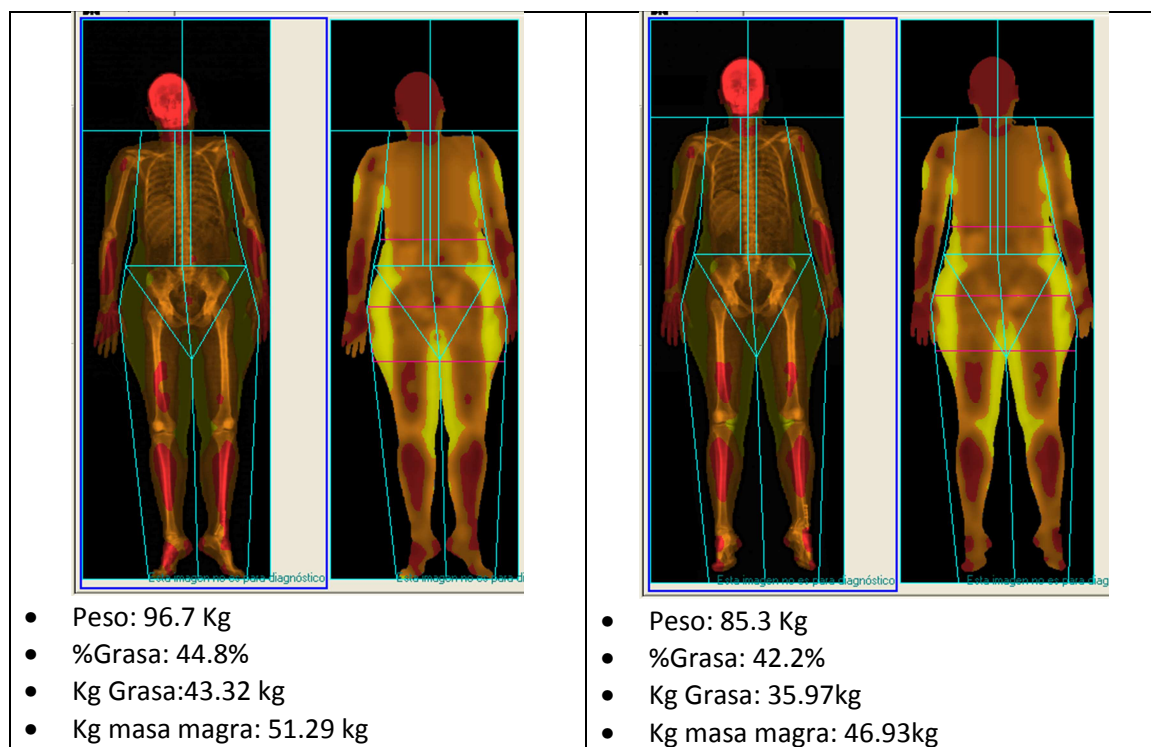 Esta imagen no es para diagnóstico
Esta imagen no es para diag
• Peso: 96.7 Kg
• %Grasa: 44.8%
• Kg Grasa:43.32 kg
• Kg masa magra: 51.29 kg
Esta imagen no es para diagnóstico
Esta imagen no es para diag
• Peso: 85.3 Kg
• %Grasa: 42.2%
• Kg Grasa: 35.97kg
• Kg masa magra: 46.93kg